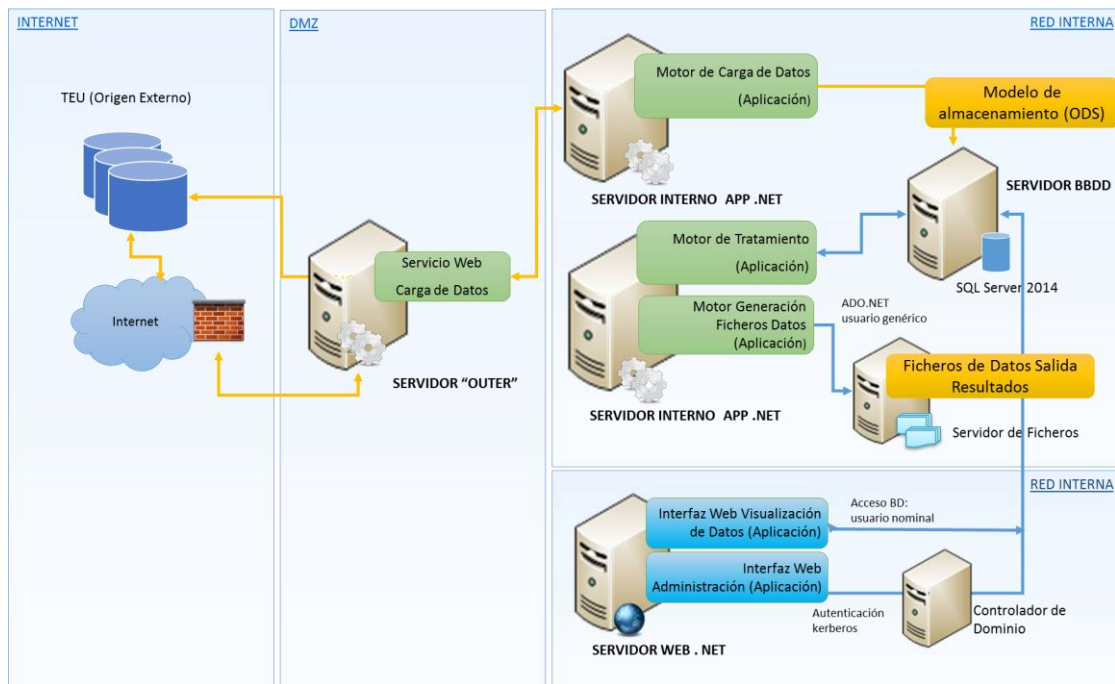 INTERNET
TEU (Origen Externo)
Internet
DMZ
Servicio Web
Carga de Datos
SERVIDOR “OUTER”
RED INTERNA
Motor de Carga de Datos
(Aplicación)
SERVIDOR INTERNO APP .NET
Modelo de
almacenamiento (ODS)
SERVIDOR BBDD
SQL Server 2014
Motor de Tratamiento
(Aplicación)
Motor Generación
Ficheros Datos
(Aplicación)
SERVIDOR INTERNO APP .NET
ADO.NET
usuario genérico
Ficheros de Datos Salida
Resultados
Servidor de Ficheros
RED INTERNA
Interfaz Web Visualización
de Datos (Aplicación)
Interfaz Web
Administración (Aplicación)
SERVIDOR WEB . NET
Acceso BD:
usuario nominal
Autenticación
kerberos
Controlador de
Dominio